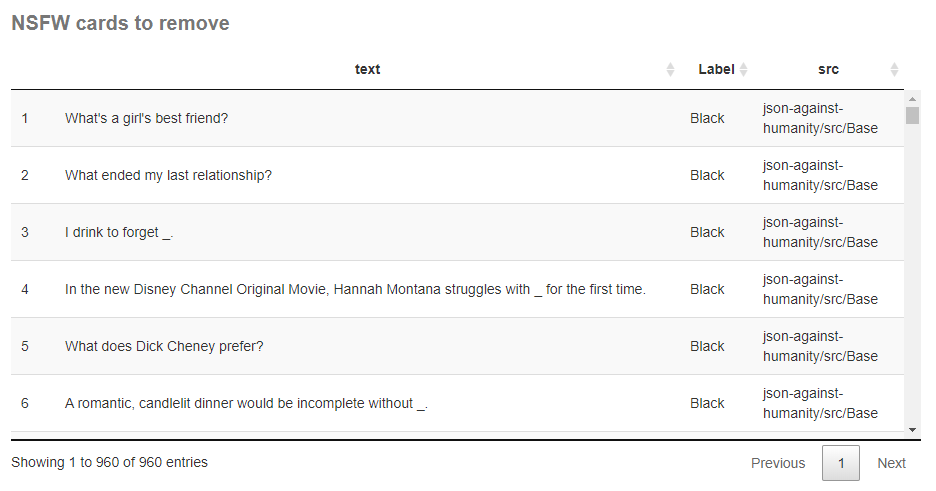 NSFW cards to remove
text Label src
1 What's a girl's best friend? Black json-against-
humanity/src/Base
2 What ended my last relationship? Black json-against-
humanity/src/Base
3 I drink to forget _. Black json-against-
humanity/src/Base
4 In the new Disney Channel Original Movie, Hannah Montana struggles with _ for the first time. Black json-against-
humanity/src/Base
5 What does Dick Cheney prefer? Black json-against-
humanity/src/Base
6 A romantic, candlelit dinner would be incomplete without _. Black json-against-
humanity/src/Base
Showing 1 to 960 of 960 entries Previous 1 Next